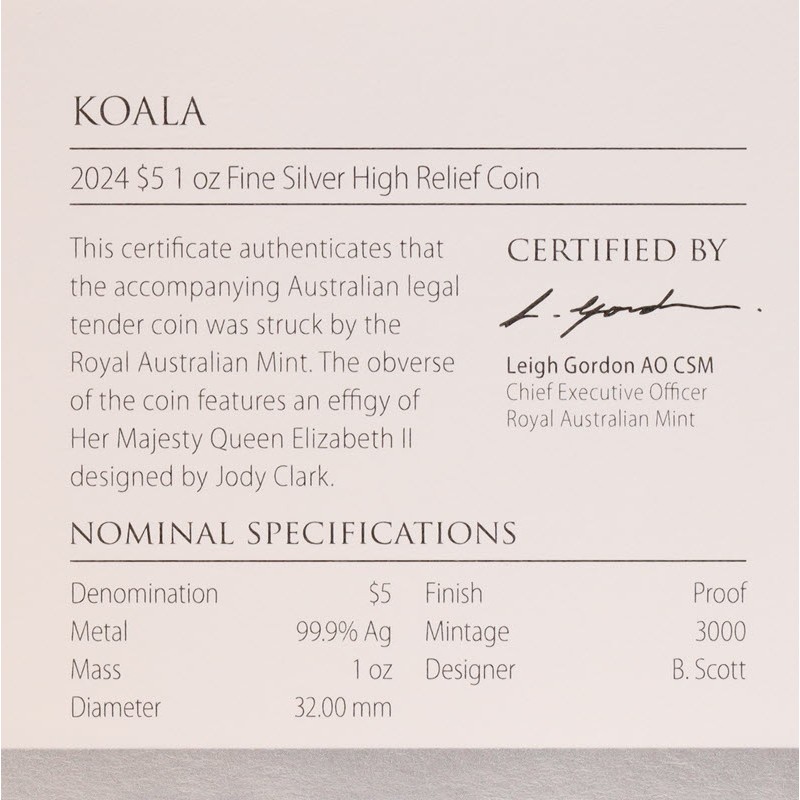 KOALA
2024 $5 1 oz Fine Silver High Relief Coin
This certificate authenticates that
the accompanying Australian legal
tender coin was struck by the
Royal Australian Mint. The obverse
of the coin features an effigy of
Her Majesty Queen Elizabeth II
designed by Jody Clark.
CERTIFIED BY
L. Gordon.
Leigh Gordon AO CSM
Chief Executive Officer
Royal Australian Mint
NOMINAL SPECIFICATIONS
Denomination $5
Metal 99.9% Ag
Mass 1 oz
Diameter 32.00 mm
Finish Proof
Mintage 3000
Designer B. Scott